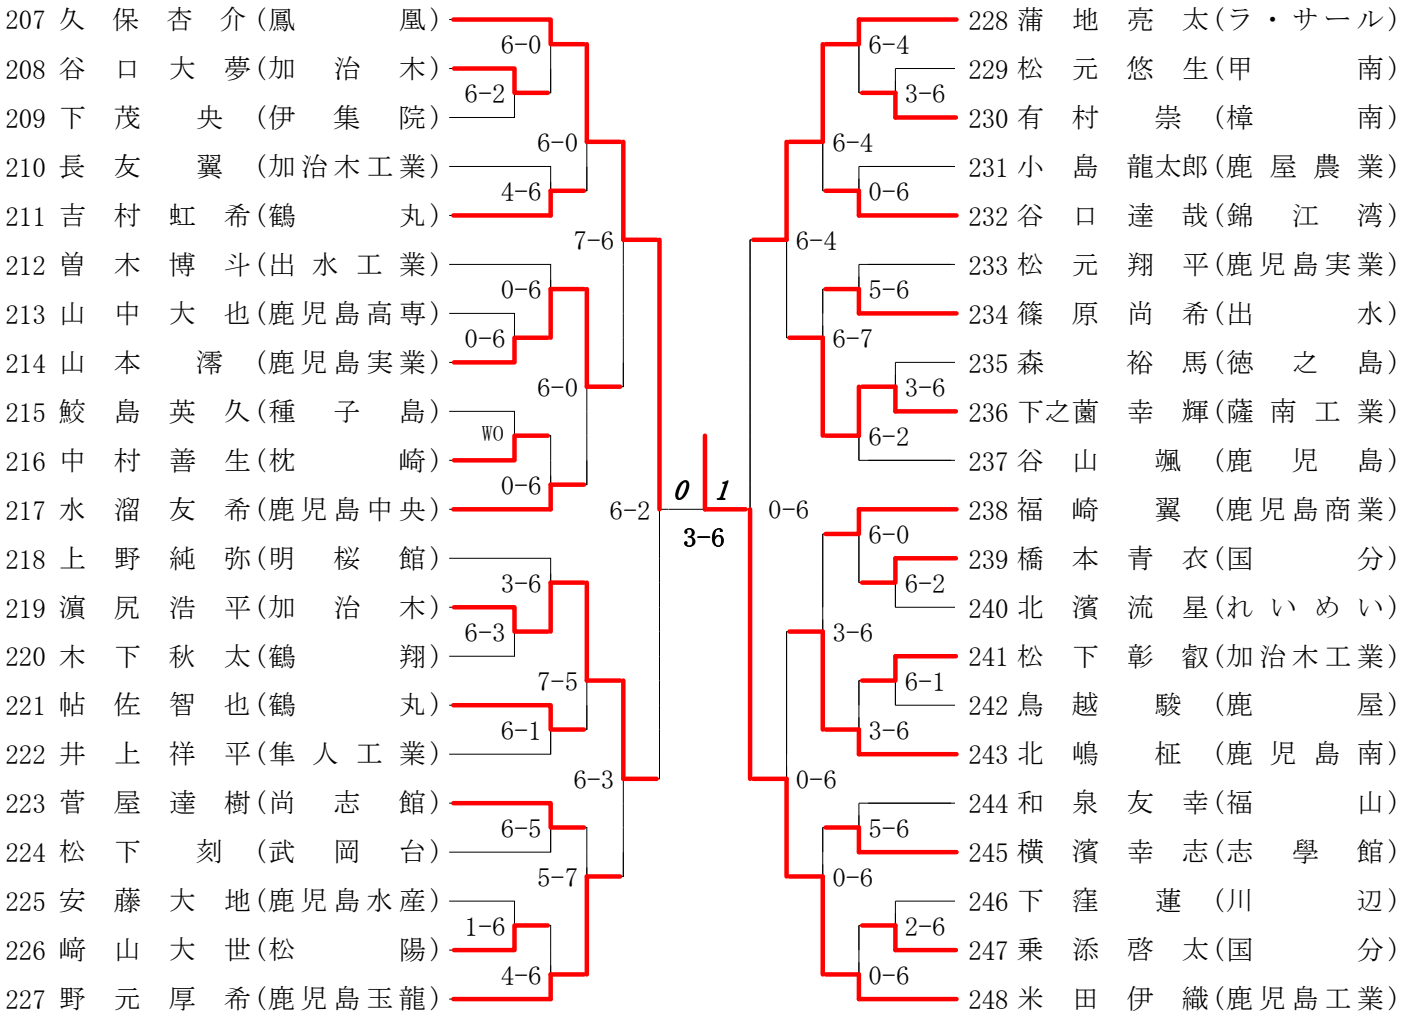 207 久保杏介(鳳凰)
6-0
208 谷口大夢(加治木)
6-2
209 下茂央(伊集院)
6-0
210 長友翼(加治木工業)
4-6
211 吉村虹希(鶴丸)
7-6
212 曽木博斗(出水工業)
0-6
213 山中大也(鹿児島高専)
0-6
214 山本澪(鹿児島実業)
6-0
215 鮫島英久(種子島)
WO
216 中村善生(枕崎)
0-6
217 水溜友希(鹿児島中央)
6-2
218 上野純弥(明桜館)
3-6
219 濵尻浩平(加治木)
6-3
220 木下秋太(鶴翔)
7-5
221 帖佐智也(鶴丸)
6-1
222 井上祥平(隼人工業)
6-3
223 菅屋達樹(尚志館)
6-5
224 松下刻(武岡台)
5-7
225 安藤大地(鹿児島水産)
1-6
226 﨑山大世(松陽)
4-6
227 野元厚希(鹿児島玉龍)
0 1
3-6
228 蒲地亮太(ラ・サール)
6-4
229 松元悠生(甲南)
3-6
230 有村崇(樟南)
6-4
231 小島龍太郎(鹿屋農業)
0-6
232 谷口達哉(錦江湾)
6-4
233 松元翔平(鹿児島実業)
5-6
234 篠原尚希(出水)
6-7
235 森裕馬(徳之島)
3-6
236 下之薗幸輝(薩南工業)
6-2
237 谷山颯(鹿児島)
0-6
238 福崎翼(鹿児島商業)
6-0
239 橋本青衣(国分)
6-2
240 北濱流星(れいめい)
3-6
241 松下彰叡(加治木工業)
6-1
242 鳥越駿(鹿屋)
3-6
243 北嶋柾(鹿児島南)
0-6
244 和泉友幸(福山)
5-6
245 横濱幸志(志學館)
0-6
246 下窪蓮(川辺)
2-6
247 乗添啓太(国分)
0-6
248 米田伊織(鹿児島工業)